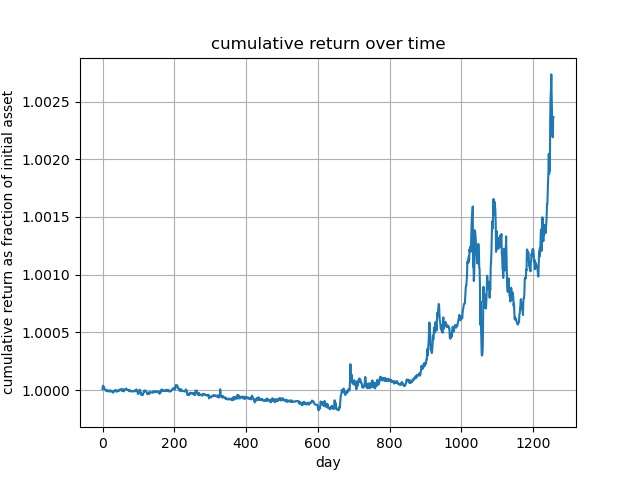 cumulative return over time
cumulative return as fraction of initial asset
1.0025
1.0020
1.0015
1.0010
1.0005
1.0000
0 200 400 600 800 1000 1200
day